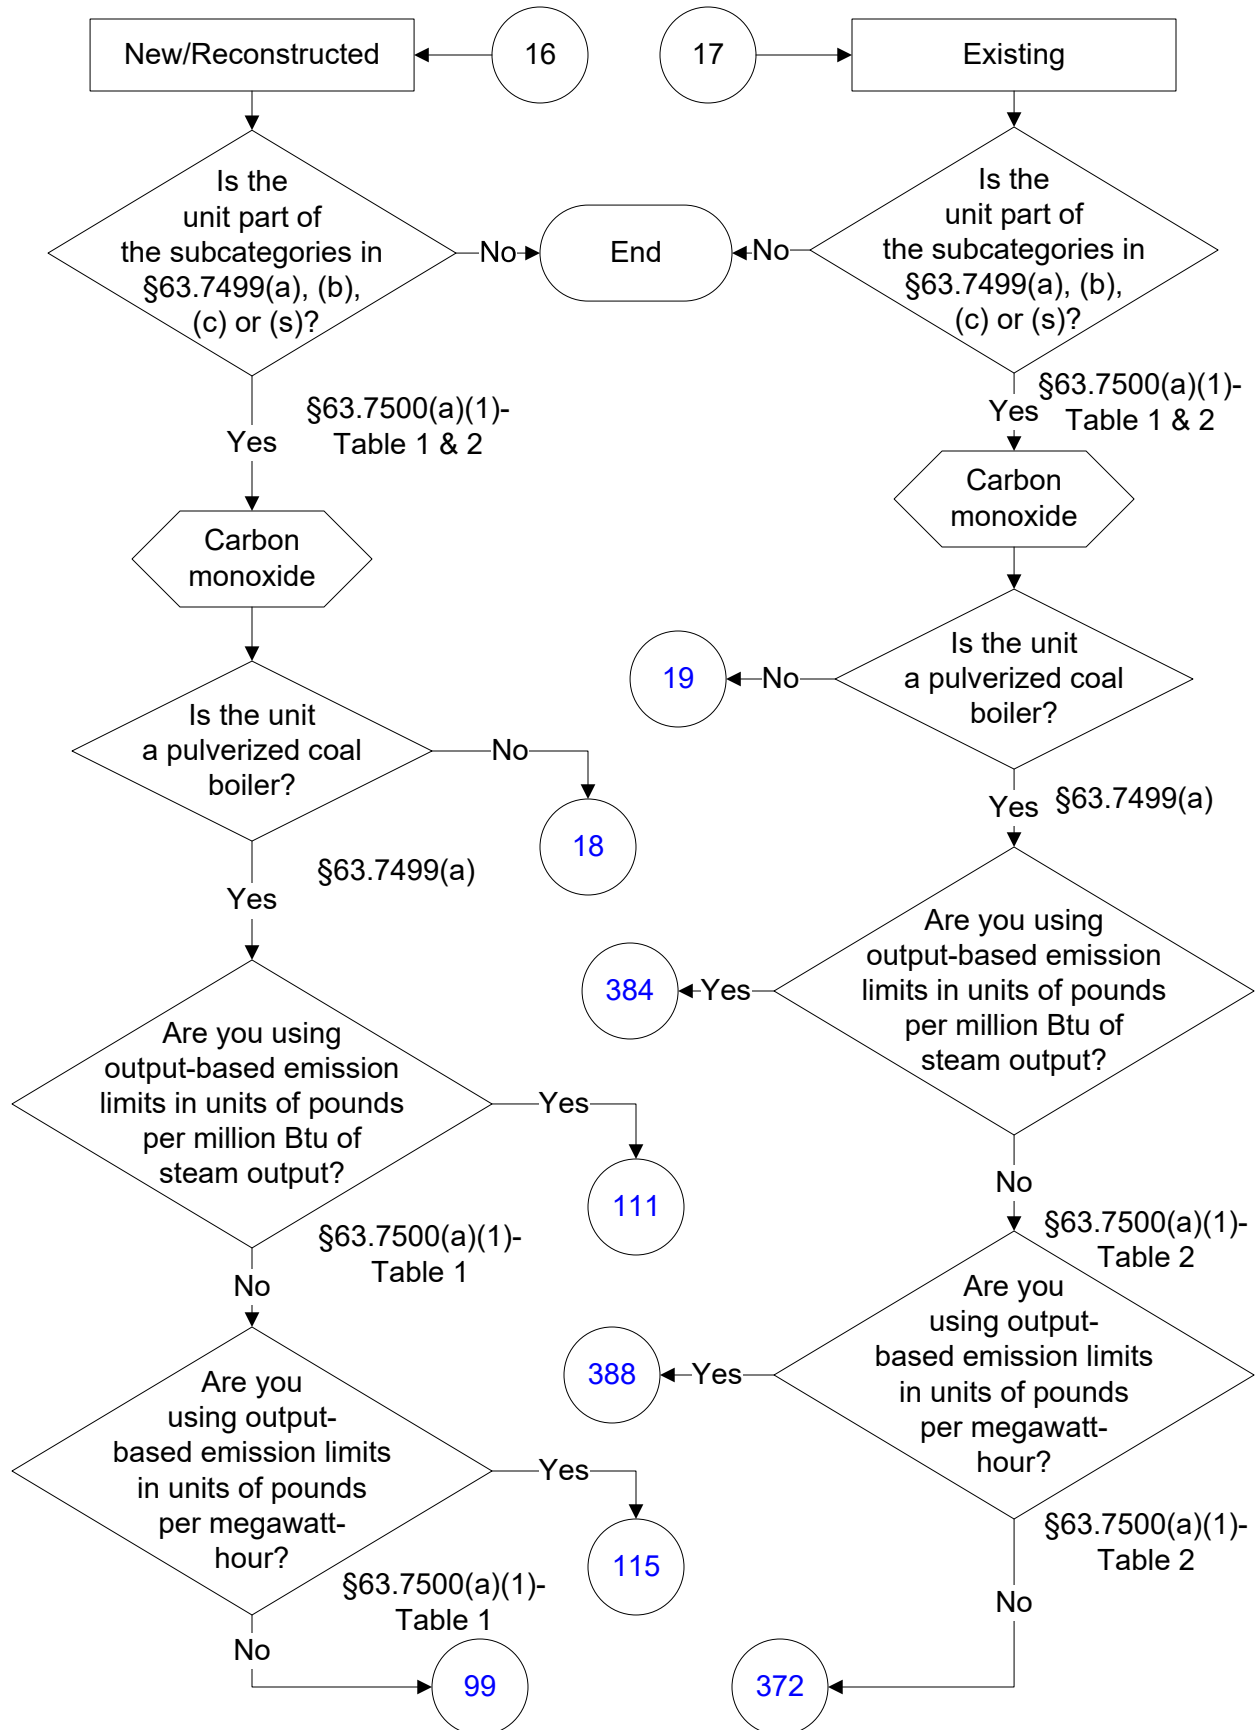 New/Reconstructed
16
17
Existing
Is the
unit part of
the subcategories in
§63.7499(a), (b),
(c) or (s)?
No
End
No
Is the
unit part of
the subcategories in
§63.7499(a), (b),
(c) or (s)?
Yes
§63.7500(a)(1)-
Table 1 & 2
Yes
§63.7500(a)(1)-
Table 1 & 2
Carbon
monoxide
Carbon
monoxide
Is the unit
a pulverized coal
boiler?
No
18
19
No
Is the unit
a pulverized coal
boiler?
Yes
§63.7499(a)
Yes
§63.7499(a)
Are you using
output-based emission
limits in units of pounds
per million Btu of
steam output?
Yes
111
384
Yes
Are you using
output-based emission
limits in units of pounds
per million Btu of
steam output?
No
§63.7500(a)(1)-
Table 1
No
§63.7500(a)(1)-
Table 2
Are you
using output-
based emission limits
in units of pounds
per megawatt-
hour?
Yes
115
388
Yes
Are you
using output-
based emission limits
in units of pounds
per megawatt-
hour?
§63.7500(a)(1)-
Table 1
No
99
§63.7500(a)(1)-
Table 2
No
372